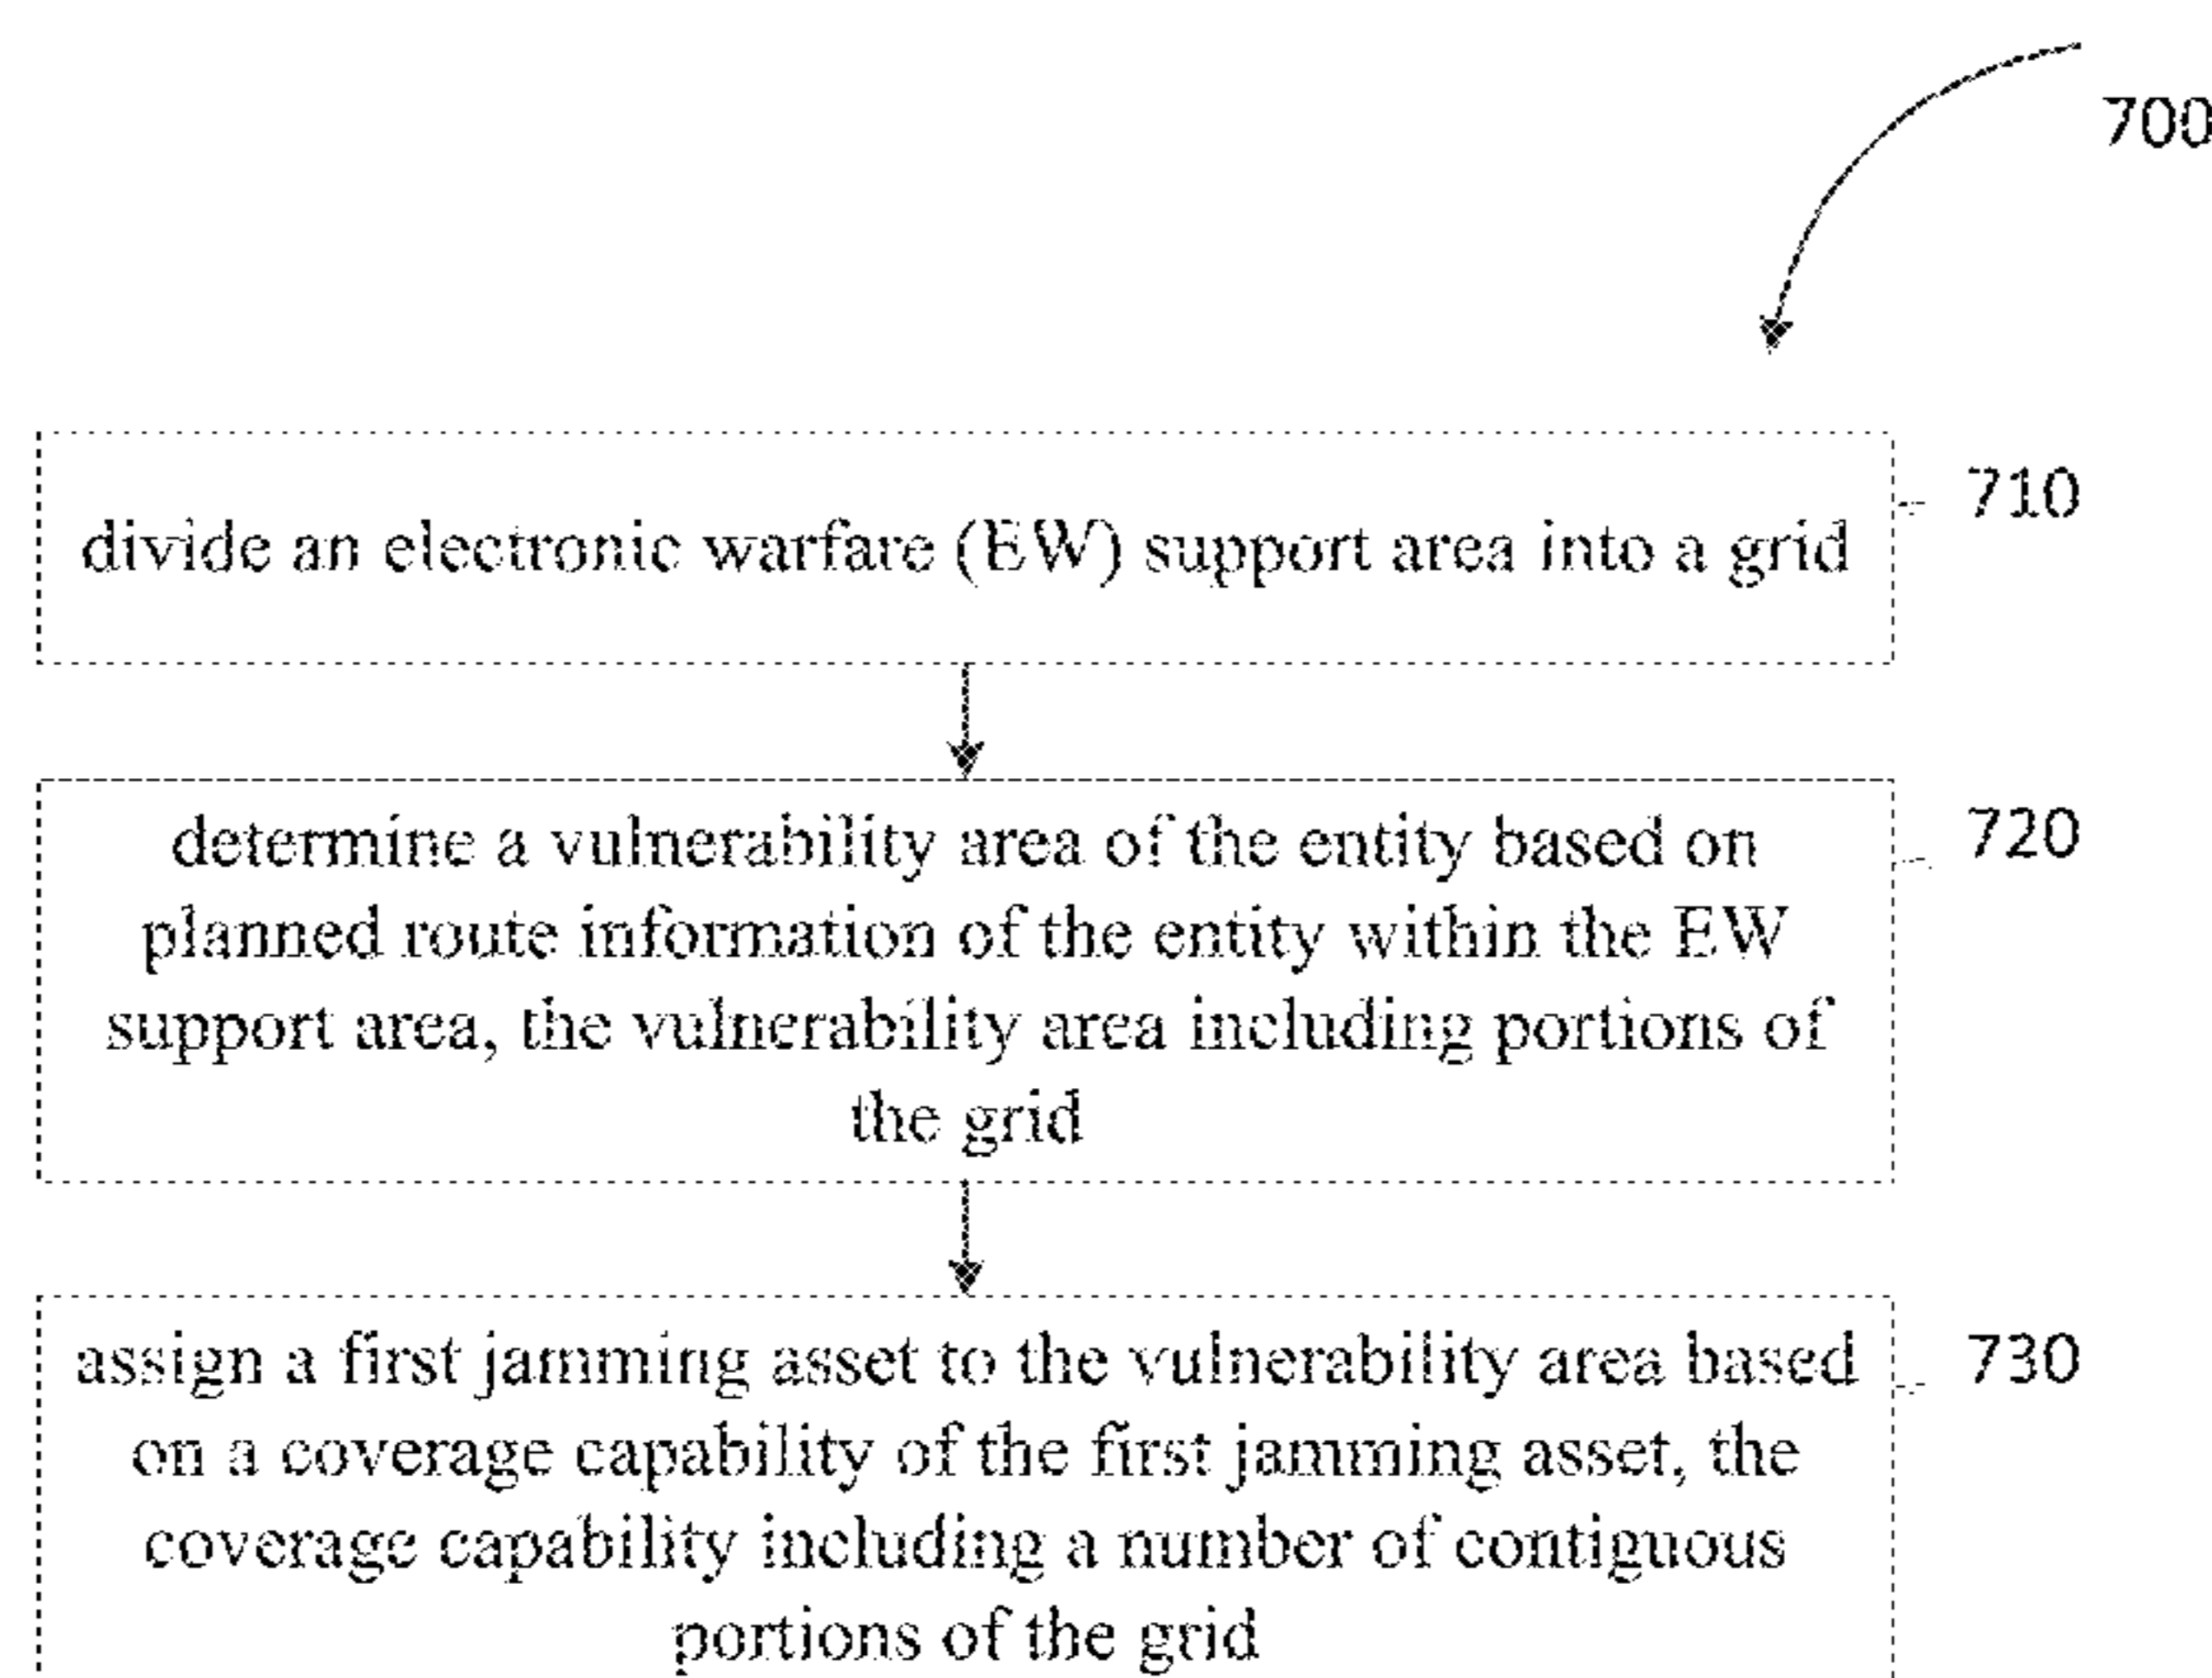 700
divide an electronic warfare (EW) support area into a grid
710
determine a vulnerability area of the entity based on
720
planned route information of the entity within the EW
support area, the vulnerability area including portions of
the grid
assign a first jamming asset to the vulnerability area based
730
on a coverage capability of the first jamming asset, the
coverage capability including a number of contiguous
portions of the grid